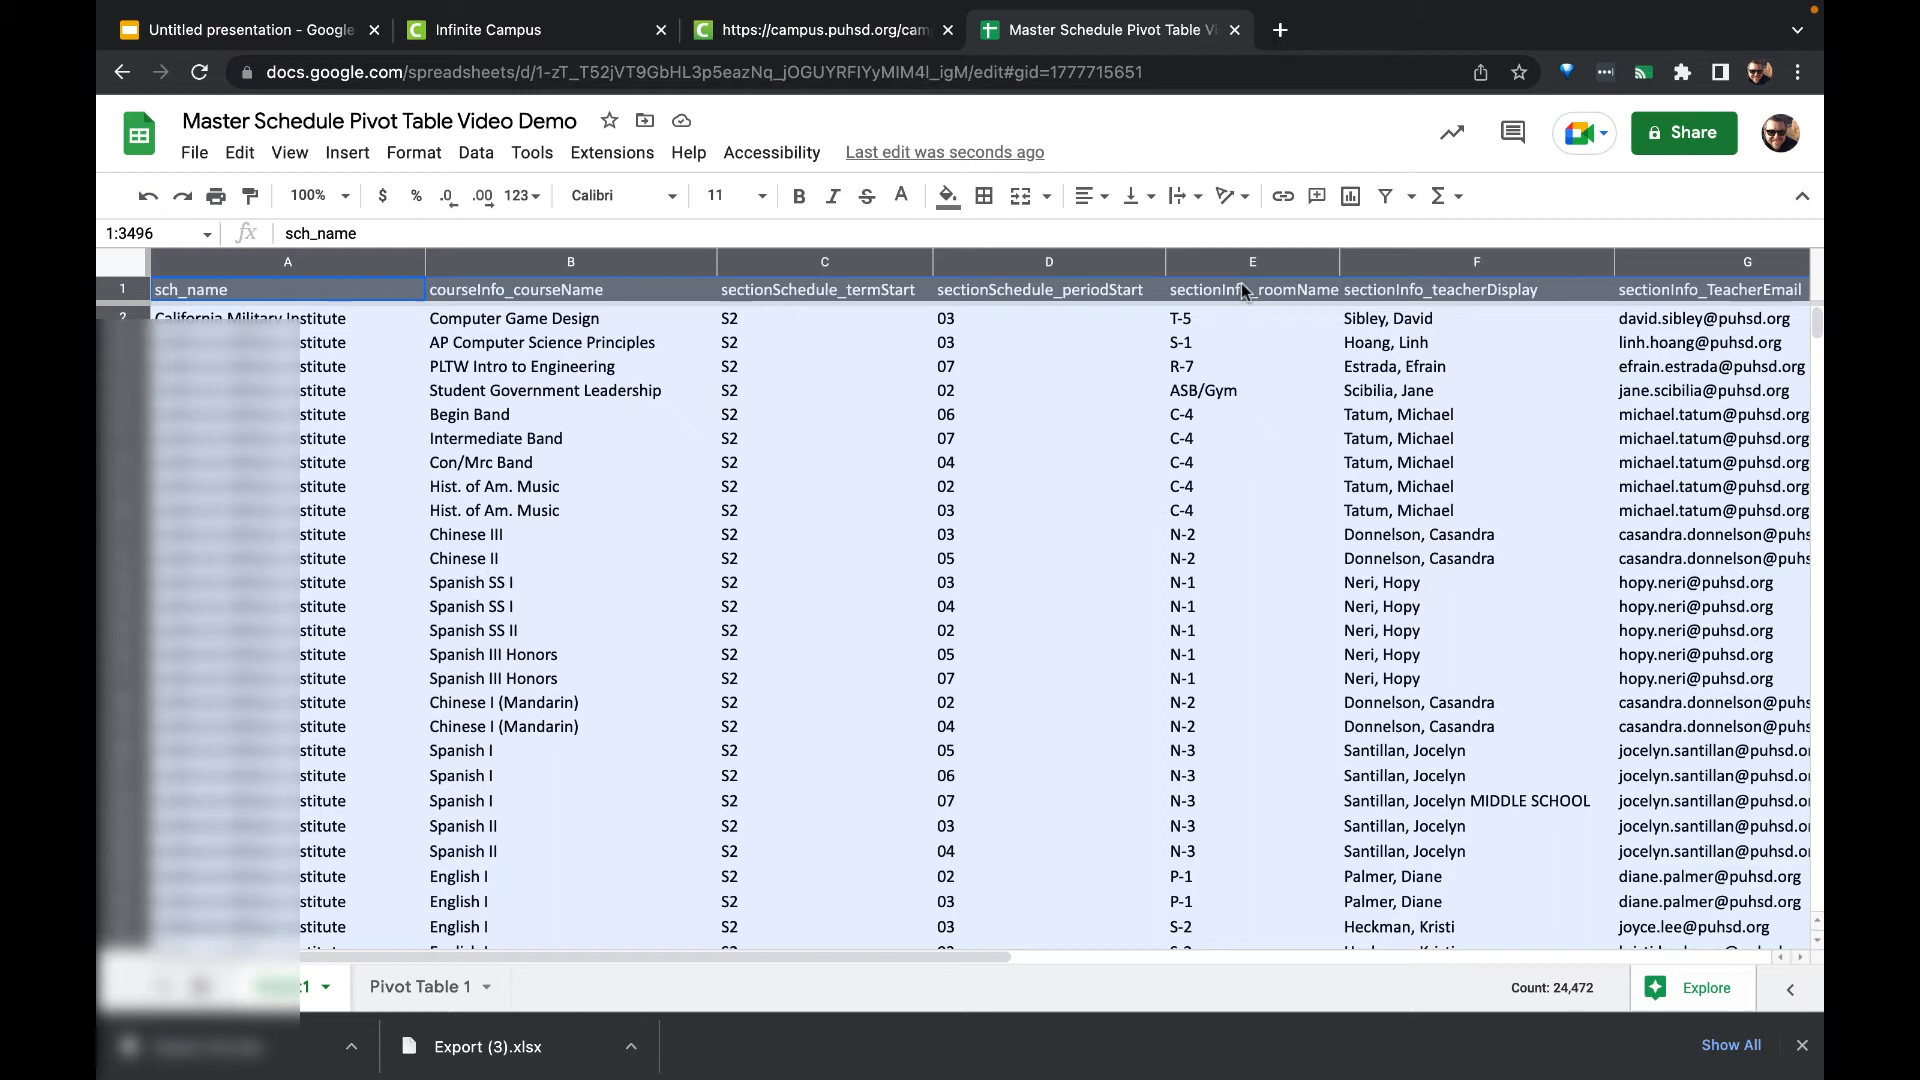 Untitled presentation - Google
Infinite Campus
https://campus.puhsd.org/cam
Master Schedule Pivot Table Vi
docs.google.com/spreadsheets/d/1-zT_T52jVT9GbHL3p5eazNq_jOGUYRFIYyMIM4l_igM/edit#gid=1777715651
Master Schedule Pivot Table Video Demo
Share
File Edit View Insert Format Data Tools Extensions Help Accessibility Last edit was seconds ago
100% $ % .0 .00 123 Calibri 11 B I S A
1:3496 fx sch_name
A B C D E F G
1 sch_name courseInfo_courseName sectionSchedule_termStart sectionSchedule_periodStart sectionInfo_roomName sectionInfo_teacherDisplay sectionInfo_TeacherEmail
2 California Military Institute Computer Game Design S2 03 T-5 Sibley, David david.sibley@puhsd.org
stitute AP Computer Science Principles S2 03 S-1 Hoang, Linh linh.hoang@puhsd.org
stitute PLTW Intro to Engineering S2 07 R-7 Estrada, Efrain efrain.estrada@puhsd.org
stitute Student Government Leadership S2 02 ASB/Gym Scibilia, Jane jane.scibilia@puhsd.org
stitute Begin Band S2 06 C-4 Tatum, Michael michael.tatum@puhsd.org
stitute Intermediate Band S2 07 C-4 Tatum, Michael michael.tatum@puhsd.org
stitute Con/Mrc Band S2 04 C-4 Tatum, Michael michael.tatum@puhsd.org
stitute Hist. of Am. Music S2 02 C-4 Tatum, Michael michael.tatum@puhsd.org
stitute Hist. of Am. Music S2 03 C-4 Tatum, Michael michael.tatum@puhsd.org
stitute Chinese III S2 03 N-2 Donnelson, Casandra casandra.donnelson@puhs
stitute Chinese II S2 05 N-2 Donnelson, Casandra casandra.donnelson@puhs
stitute Spanish SS I S2 03 N-1 Neri, Hopy hopy.neri@puhsd.org
stitute Spanish SS I S2 04 N-1 Neri, Hopy hopy.neri@puhsd.org
stitute Spanish SS II S2 02 N-1 Neri, Hopy hopy.neri@puhsd.org
stitute Spanish III Honors S2 05 N-1 Neri, Hopy hopy.neri@puhsd.org
stitute Spanish III Honors S2 07 N-1 Neri, Hopy hopy.neri@puhsd.org
stitute Chinese I (Mandarin) S2 02 N-2 Donnelson, Casandra casandra.donnelson@puhs
stitute Chinese I (Mandarin) S2 04 N-2 Donnelson, Casandra casandra.donnelson@puhs
stitute Spanish I S2 05 N-3 Santillan, Jocelyn jocelyn.santillan@puhsd.o
stitute Spanish I S2 06 N-3 Santillan, Jocelyn jocelyn.santillan@puhsd.o
stitute Spanish I S2 07 N-3 Santillan, Jocelyn MIDDLE SCHOOL jocelyn.santillan@puhsd.o
stitute Spanish II S2 03 N-3 Santillan, Jocelyn jocelyn.santillan@puhsd.o
stitute Spanish II S2 04 N-3 Santillan, Jocelyn jocelyn.santillan@puhsd.o
stitute English I S2 02 P-1 Palmer, Diane diane.palmer@puhsd.org
stitute English I S2 03 P-1 Palmer, Diane diane.palmer@puhsd.org
stitute English I S2 03 S-2 Heckman, Kristi joyce.lee@puhsd.org
Pivot Table 1 Count: 24,472 Explore
Export (3).xlsx Show All